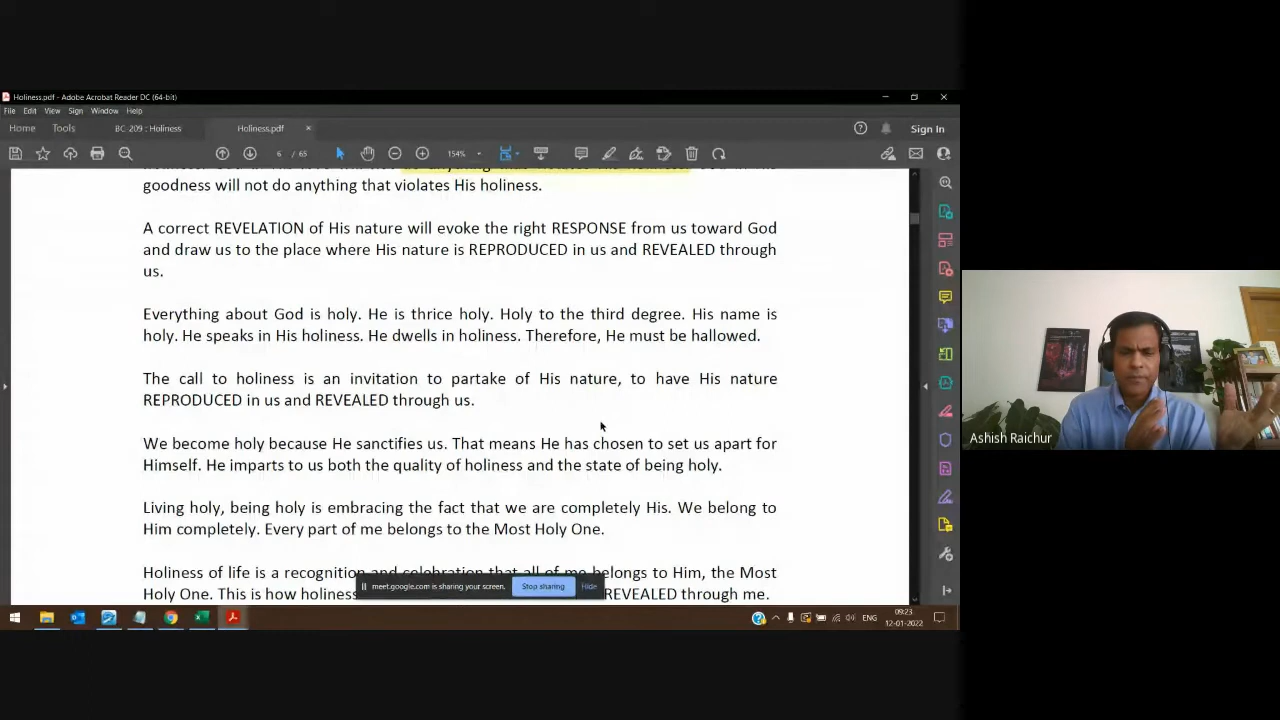 Holiness.pdf - Adobe Acrobat Reader DC (64-bit)
File Edit View Sign Window Help
Home Tools BC-209 : Holiness Holiness.pdf × Sign In
6 / 65 154%
goodness will not do anything that violates His holiness.
A correct REVELATION of His nature will evoke the right RESPONSE from us toward God
and draw us to the place where His nature is REPRODUCED in us and REVEALED through
us.
Everything about God is holy. He is thrice holy. Holy to the third degree. His name is
holy. He speaks in His holiness. He dwells in holiness. Therefore, He must be hallowed.
The call to holiness is an invitation to partake of His nature, to have His nature
REPRODUCED in us and REVEALED through us.
We become holy because He sanctifies us. That means He has chosen to set us apart for
Himself. He imparts to us both the quality of holiness and the state of being holy.
Living holy, being holy is embracing the fact that we are completely His. We belong to
Him completely. Every part of me belongs to the Most Holy One.
Holiness of life is a recognition and celebration that all of me belongs to Him, the Most
Holy One. This is how holiness REVEALED through me.
meet.google.com is sharing your screen. Stop sharing Hide
Ashish Raichur
ENG
09:23
12-01-2022